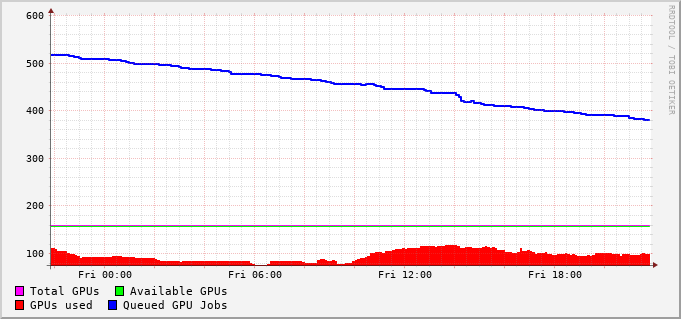 600
500
400
300
200
100
Fri 00:00 Fri 06:00 Fri 12:00 Fri 18:00
Total GPUs Available GPUs
GPUs used Queued GPU Jobs
RRDTOOL / TOBI OETIKER